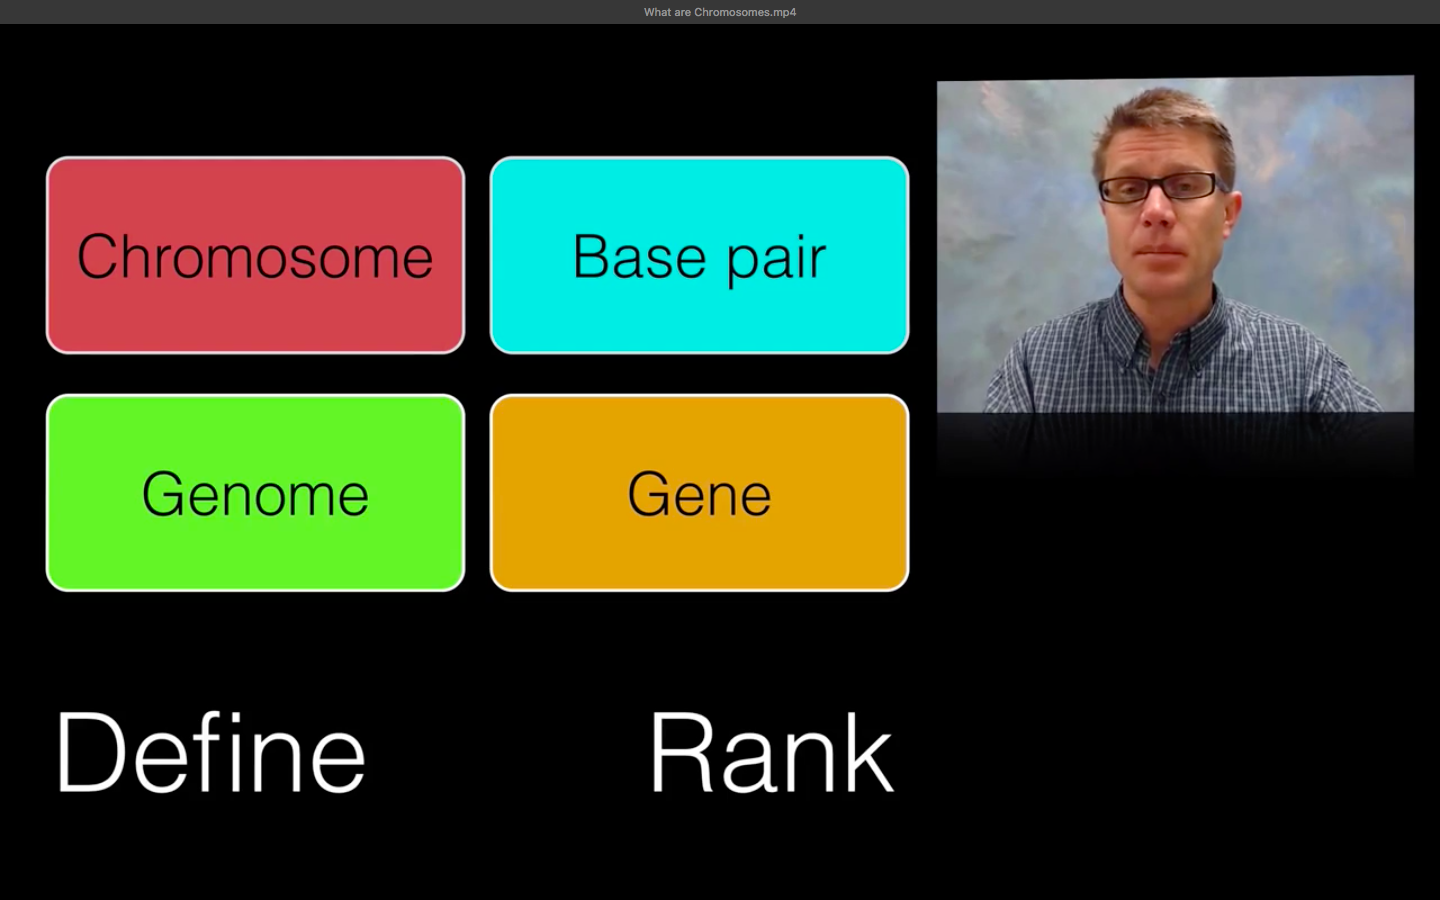 What are Chromosomes.mp4
Chromosome
Base pair
Genome
Gene
Define
Rank